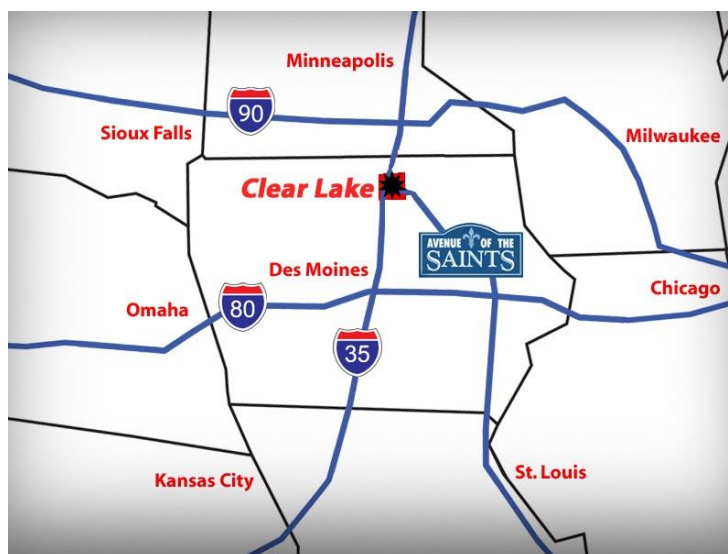 Minneapolis
90
Sioux Falls
Milwaukee
Clear Lake
AVENUE OF THE
SAINTS
Des Moines
Chicago
Omaha
80
35
Kansas City
St. Louis